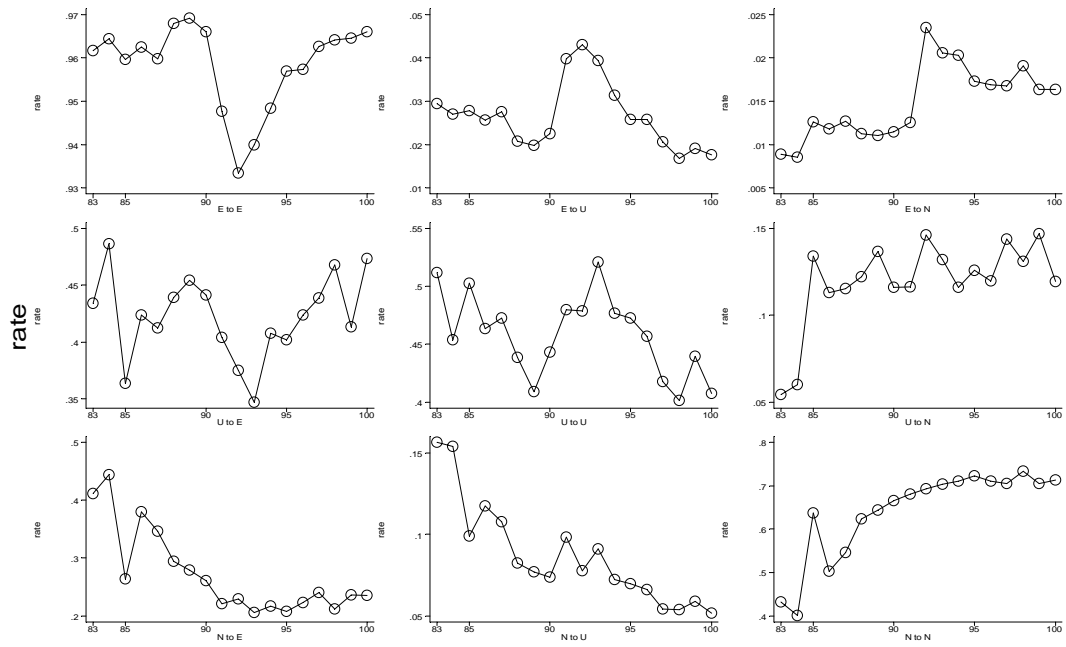 .97
.96
.95
.94
.93
rate
83 85 90 95 100
E to E
.05
.04
.03
.02
.01
rate
83 85 90 95 100
E to U
.025
.02
.015
.01
.005
rate
83 85 90 95 100
E to N
rate
.5
.45
.4
.35
rate
83 85 90 95 100
U to E
.55
.5
.45
.4
rate
83 85 90 95 100
U to U
.15
.1
.05
rate
83 85 90 95 100
U to N
.5
.4
.3
.2
rate
83 85 90 95 100
N to E
.15
.1
.05
rate
83 85 90 95 100
N to U
.8
.7
.6
.5
.4
rate
83 85 90 95 100
N to N